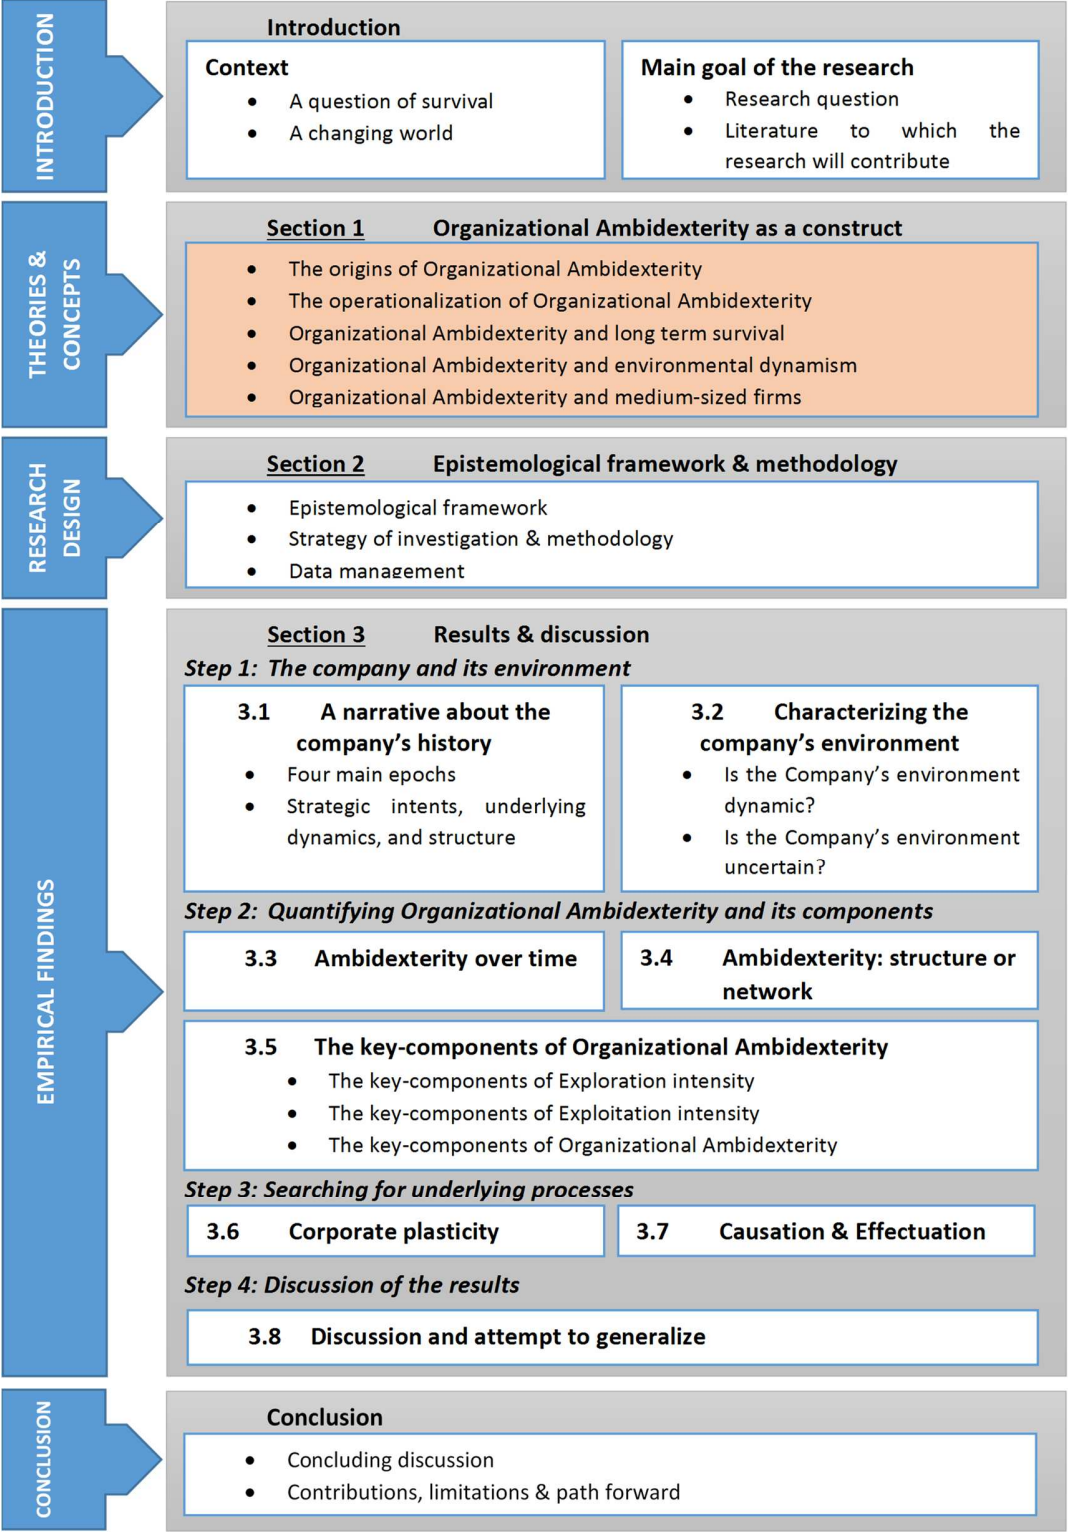 INTRODUCTION
Introduction
Context
• A question of survival
• A changing world
Main goal of the research
• Research question
• Literature to which the
research will contribute
THEORIES &
CONCEPTS
Section 1 Organizational Ambidexterity as a construct
• The origins of Organizational Ambidexterity
• The operationalization of Organizational Ambidexterity
• Organizational Ambidexterity and long term survival
• Organizational Ambidexterity and environmental dynamism
• Organizational Ambidexterity and medium-sized firms
RESEARCH
DESIGN
Section 2 Epistemological framework & methodology
• Epistemological framework
• Strategy of investigation & methodology
• Data management
EMPIRICAL FINDINGS
Section 3 Results & discussion
Step 1: The company and its environment
3.1 A narrative about the
company's history
• Four main epochs
• Strategic intents, underlying
dynamics, and structure
3.2 Characterizing the
company's environment
• Is the Company's environment
dynamic?
• Is the Company's environment
uncertain?
Step 2: Quantifying Organizational Ambidexterity and its components
3.3 Ambidexterity over time
3.4 Ambidexterity: structure or
network
3.5 The key-components of Organizational Ambidexterity
• The key-components of Exploration intensity
• The key-components of Exploitation intensity
• The key-components of Organizational Ambidexterity
Step 3: Searching for underlying processes
3.6 Corporate plasticity
3.7 Causation & Effectuation
Step 4: Discussion of the results
3.8 Discussion and attempt to generalize
CONCLUSION
Conclusion
• Concluding discussion
• Contributions, limitations & path forward